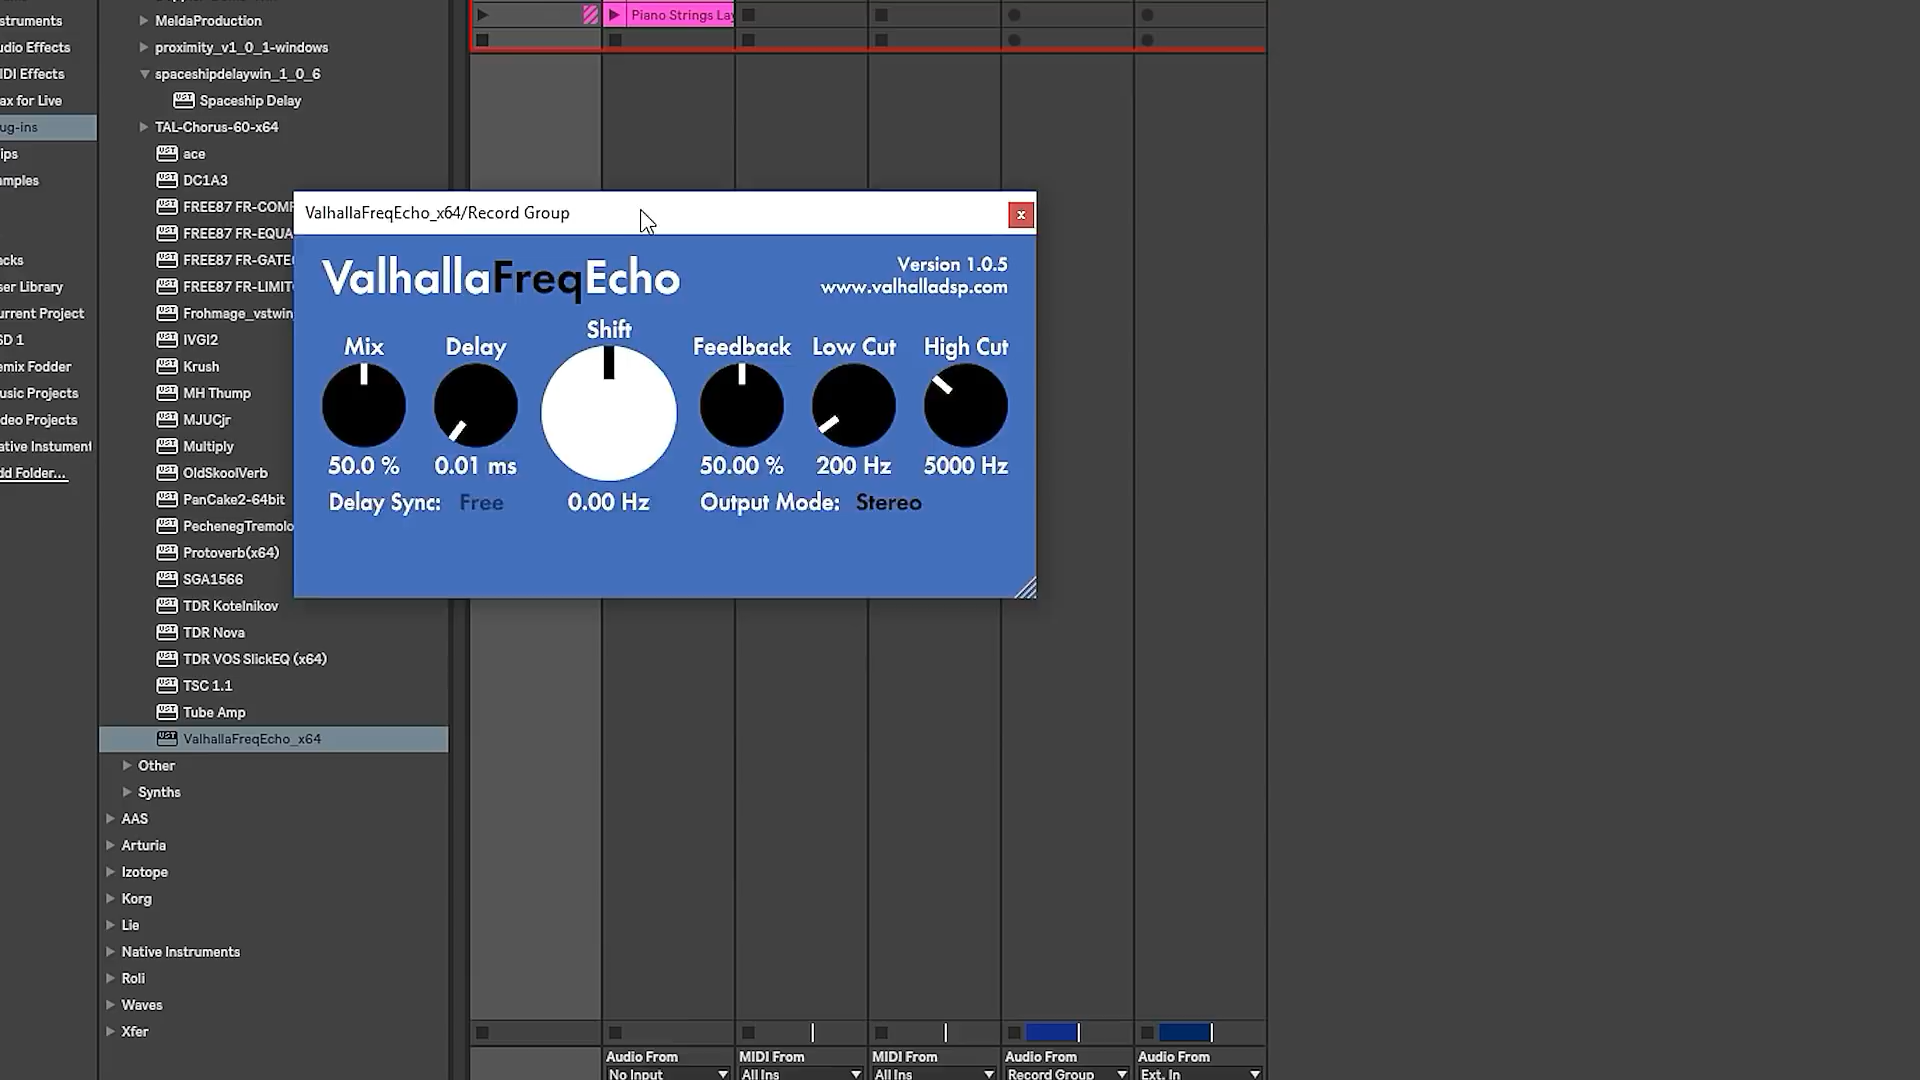 nstruments
udio Effects
IDI Effects
ax for Live
ug-ins
ips
amples
acks
ser Library
urrent Project
SD 1
emix Fodder
usic Projects
deo Projects
ative Instument
dd Folder...
MeldaProduction
proximity_v1_0_1-windows
spaceshipdelaywin_1_0_6
Spaceship Delay
TAL-Chorus-60-x64
ace
DC1A3
FREE87 FR-COMP
FREE87 FR-EQUA
FREE87 FR-GATE
FREE87 FR-LIMIT
Frohmage_vstwin
IVGI2
Krush
MH Thump
MJUCjr
Multiply
OldSkoolVerb
PanCake2-64bit
PechenegTremolo
Protoverb(x64)
SGA1566
TDR Kotelnikov
TDR Nova
TDR VOS SlickEQ (x64)
TSC 1.1
Tube Amp
ValhallaFreqEcho_x64
Other
Synths
AAS
Arturia
Izotope
Korg
Lie
Native Instruments
Roli
Waves
Xfer
Piano Strings Lay
ValhallaFreqEcho_x64/Record Group
x
ValhallaFreqEcho
Version 1.0.5
www.valhalladsp.com
Mix
Delay
Shift
Feedback
Low Cut
High Cut
50.0 %
0.01 ms
50.00 %
200 Hz
5000 Hz
Delay Sync: Free
0.00 Hz
Output Mode: Stereo
Audio From
MIDI From
MIDI From
Audio From
Audio From
No Input
All Ins
All Ins
Record Group
Ext. In